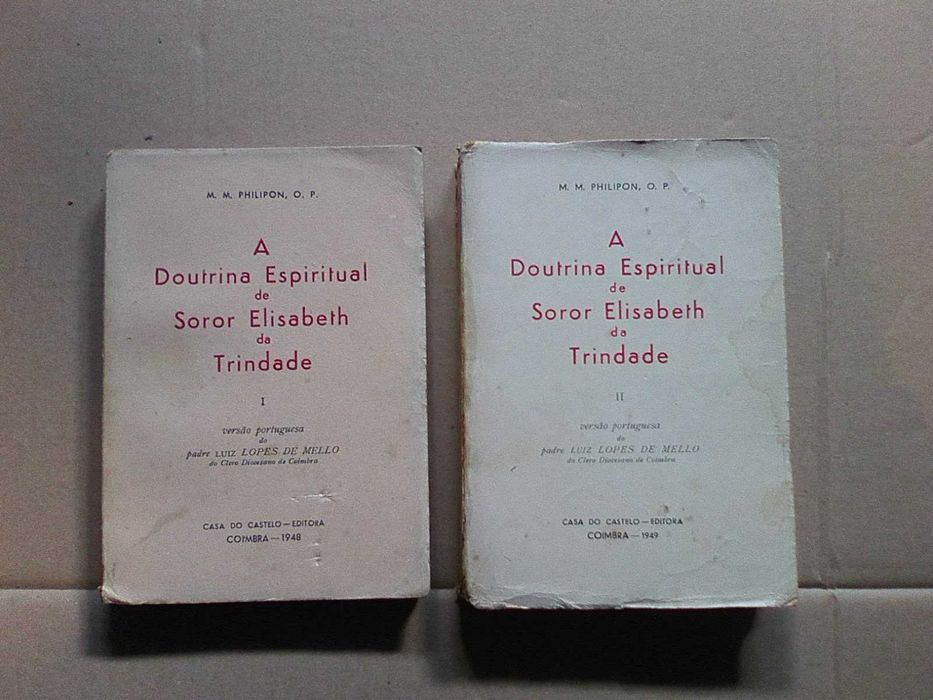 M. M. PHILIPON, O. P.
A
Doutrina Espiritual
de
Soror Elisabeth
da
Trindade
I
versão portuguesa
do
padre LUIZ LOPES DE MELLO
do Clero Diocesano de Coimbra
CASA DO CASTELO — EDITORA
COIMBRA — 1948
M. M. PHILIPON, O. P.
A
Doutrina Espiritual
de
Soror Elisabeth
da
Trindade
II
versão portuguesa
do
padre LUIZ LOPES DE MELLO
do Clero Diocesano de Coimbra
CASA DO CASTELO — EDITORA
COIMBRA — 1949